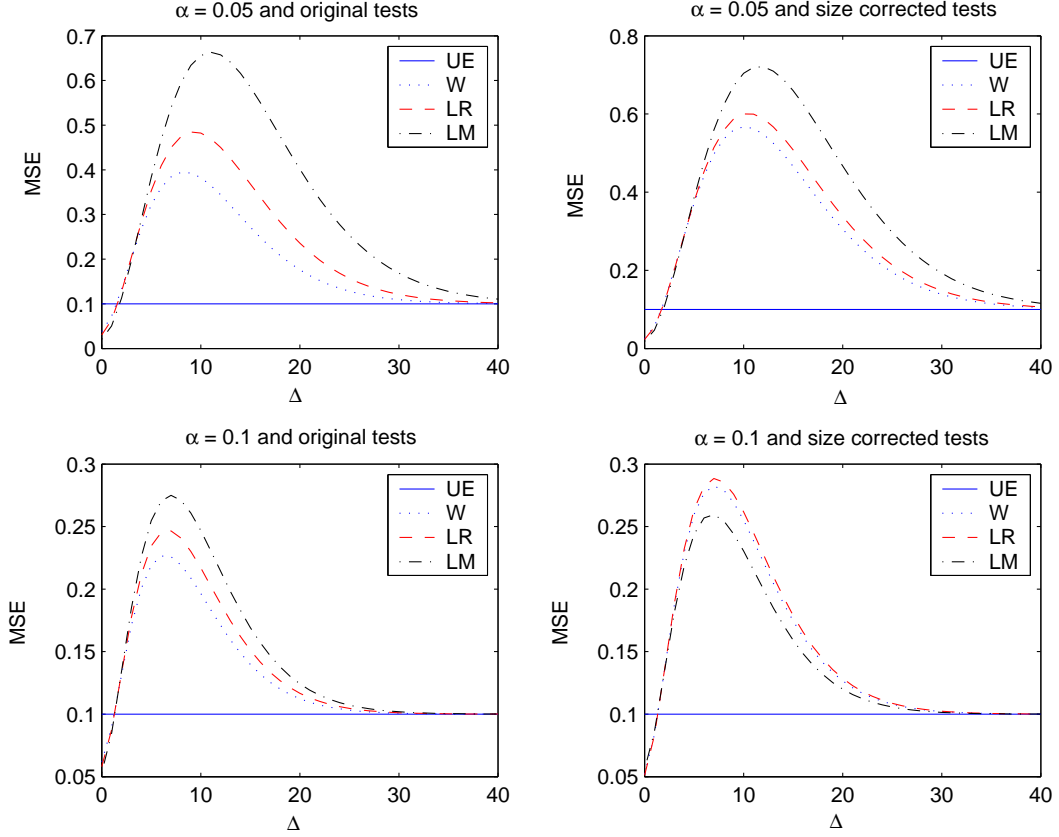 α = 0.05 and original tests
0.7
0.6
0.5
0.4
0.3
0.2
0.1
0
MSE
0 10 20 30 40
Δ
UE
W
LR
LM
α = 0.05 and size corrected tests
0.8
0.6
0.4
0.2
0
MSE
0 10 20 30 40
Δ
UE
W
LR
LM
α = 0.1 and original tests
0.3
0.25
0.2
0.15
0.1
0.05
MSE
0 10 20 30 40
Δ
UE
W
LR
LM
α = 0.1 and size corrected tests
0.3
0.25
0.2
0.15
0.1
0.05
MSE
0 10 20 30 40
Δ
UE
W
LR
LM